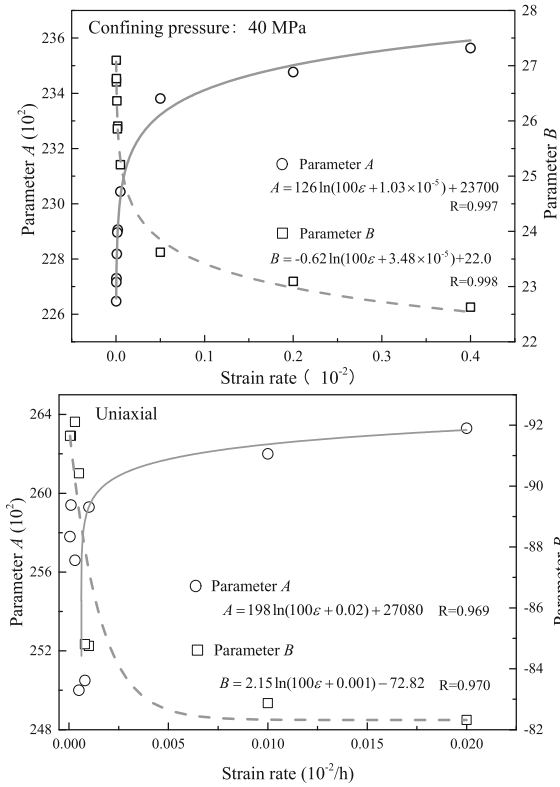 Confining pressure: 40 MPa
236
234
232
230
228
226
Parameter A (10²)
28
27
26
25
24
23
22
Parameter B
Parameter A
A = 126 ln(100ε + 1.03×10⁻⁵) + 23700
R=0.997
Parameter B
B = -0.62 ln(100ε + 3.48×10⁻⁵)+22.0
R=0.998
0.0 0.1 0.2 0.3 0.4
Strain rate ( 10⁻²)
Uniaxial
264
260
256
252
248
Parameter A (10²)
-92
-90
-88
-86
-84
-82
Parameter B
Parameter A
A = 198 ln(100ε + 0.02) + 27080 R=0.969
Parameter B
B = 2.15 ln(100ε + 0.001) − 72.82 R=0.970
0.000 0.005 0.010 0.015 0.020
Strain rate (10⁻²/h)